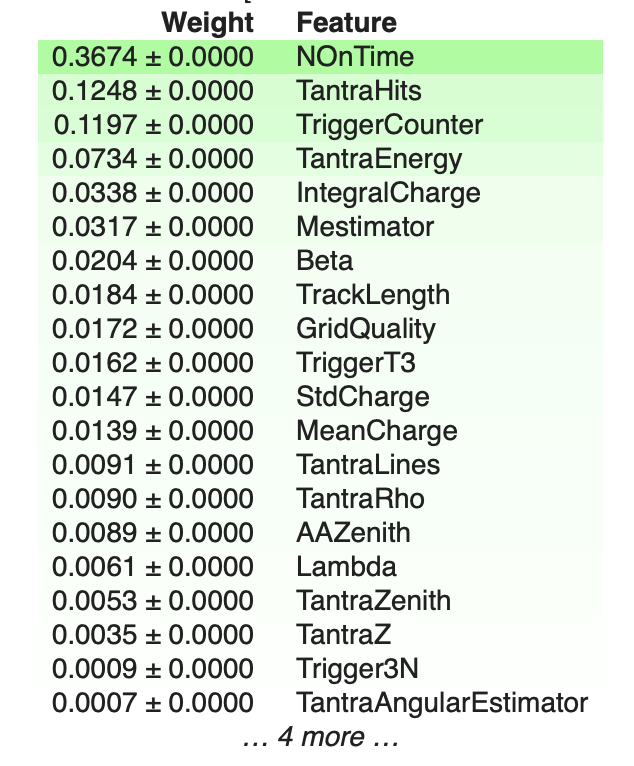 Weight Feature
0.3674 ± 0.0000 NOnTime
0.1248 ± 0.0000 TantraHits
0.1197 ± 0.0000 TriggerCounter
0.0734 ± 0.0000 TantraEnergy
0.0338 ± 0.0000 IntegralCharge
0.0317 ± 0.0000 Mestimator
0.0204 ± 0.0000 Beta
0.0184 ± 0.0000 TrackLength
0.0172 ± 0.0000 GridQuality
0.0162 ± 0.0000 TriggerT3
0.0147 ± 0.0000 StdCharge
0.0139 ± 0.0000 MeanCharge
0.0091 ± 0.0000 TantraLines
0.0090 ± 0.0000 TantraRho
0.0089 ± 0.0000 AAZenith
0.0061 ± 0.0000 Lambda
0.0053 ± 0.0000 TantraZenith
0.0035 ± 0.0000 TantraZ
0.0009 ± 0.0000 Trigger3N
0.0007 ± 0.0000 TantraAngularEstimator
… 4 more …